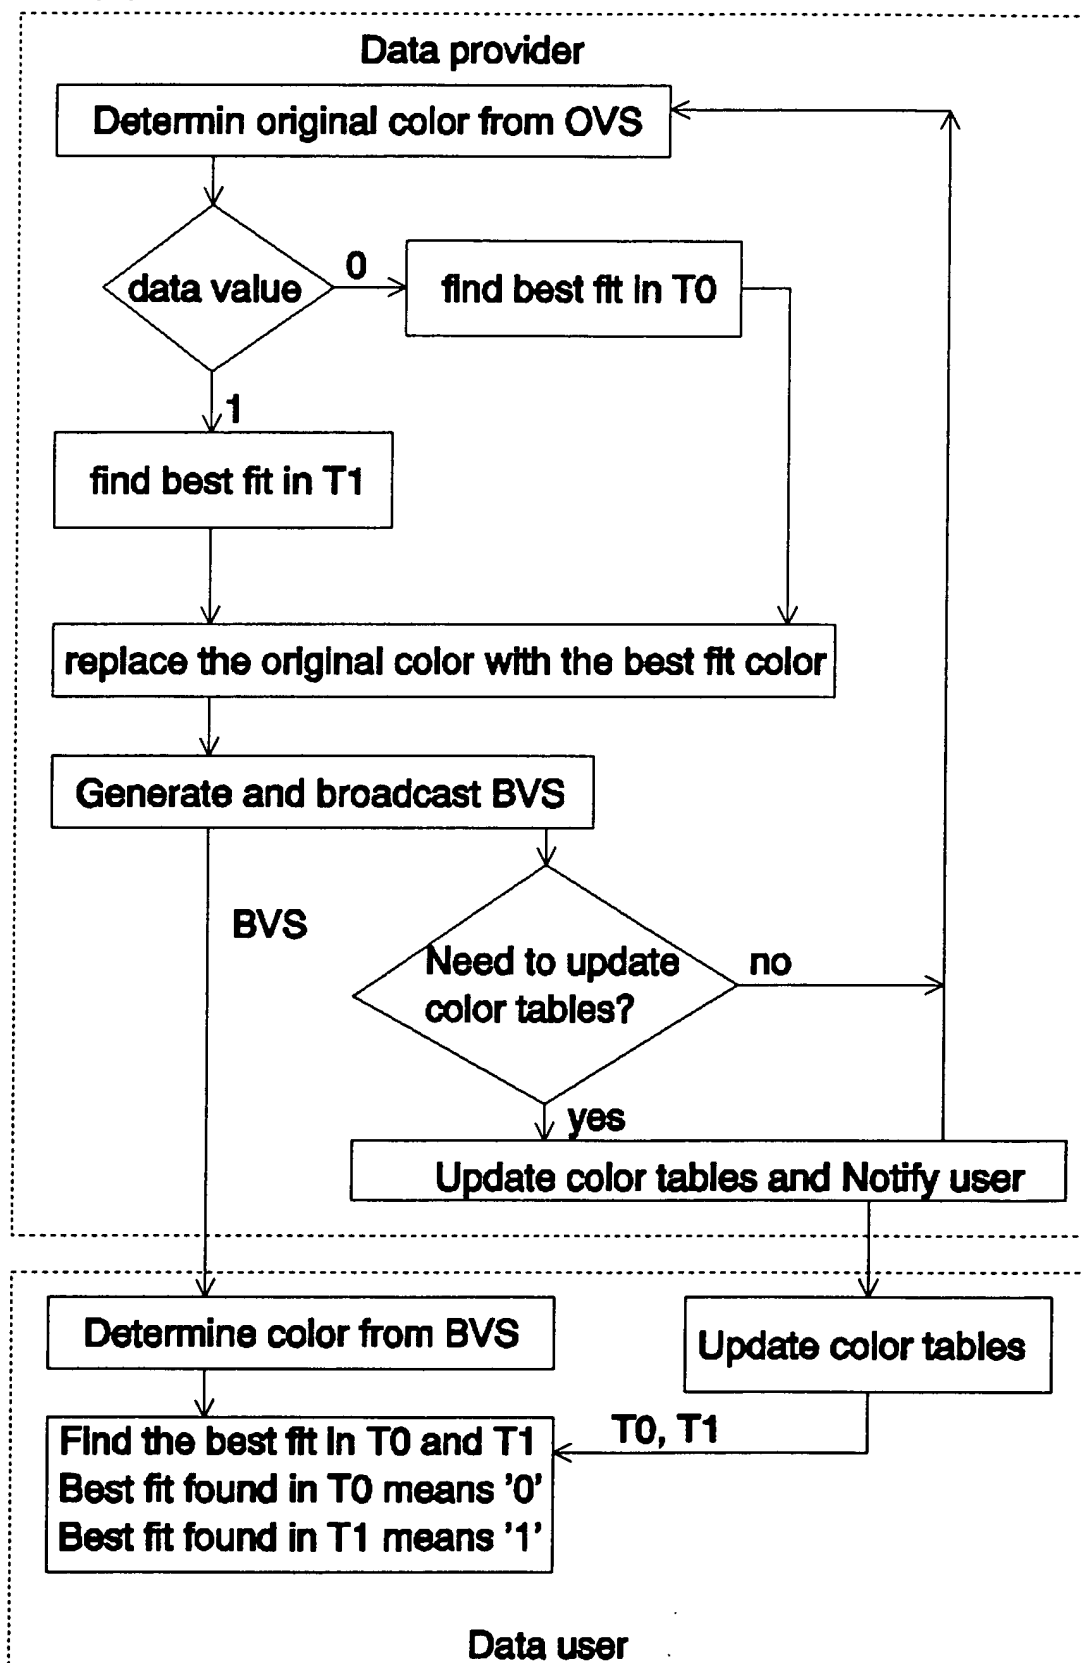 Data provider
Determin original color from OVS
data value
0
find best fit in T0
1
find best fit in T1
replace the original color with the best fit color
Generate and broadcast BVS
BVS
Need to update
color tables?
no
yes
Update color tables and Notify user
Determine color from BVS
Update color tables
T0, T1
Find the best fit in T0 and T1
Best fit found in T0 means '0'
Best fit found in T1 means '1'
Data user